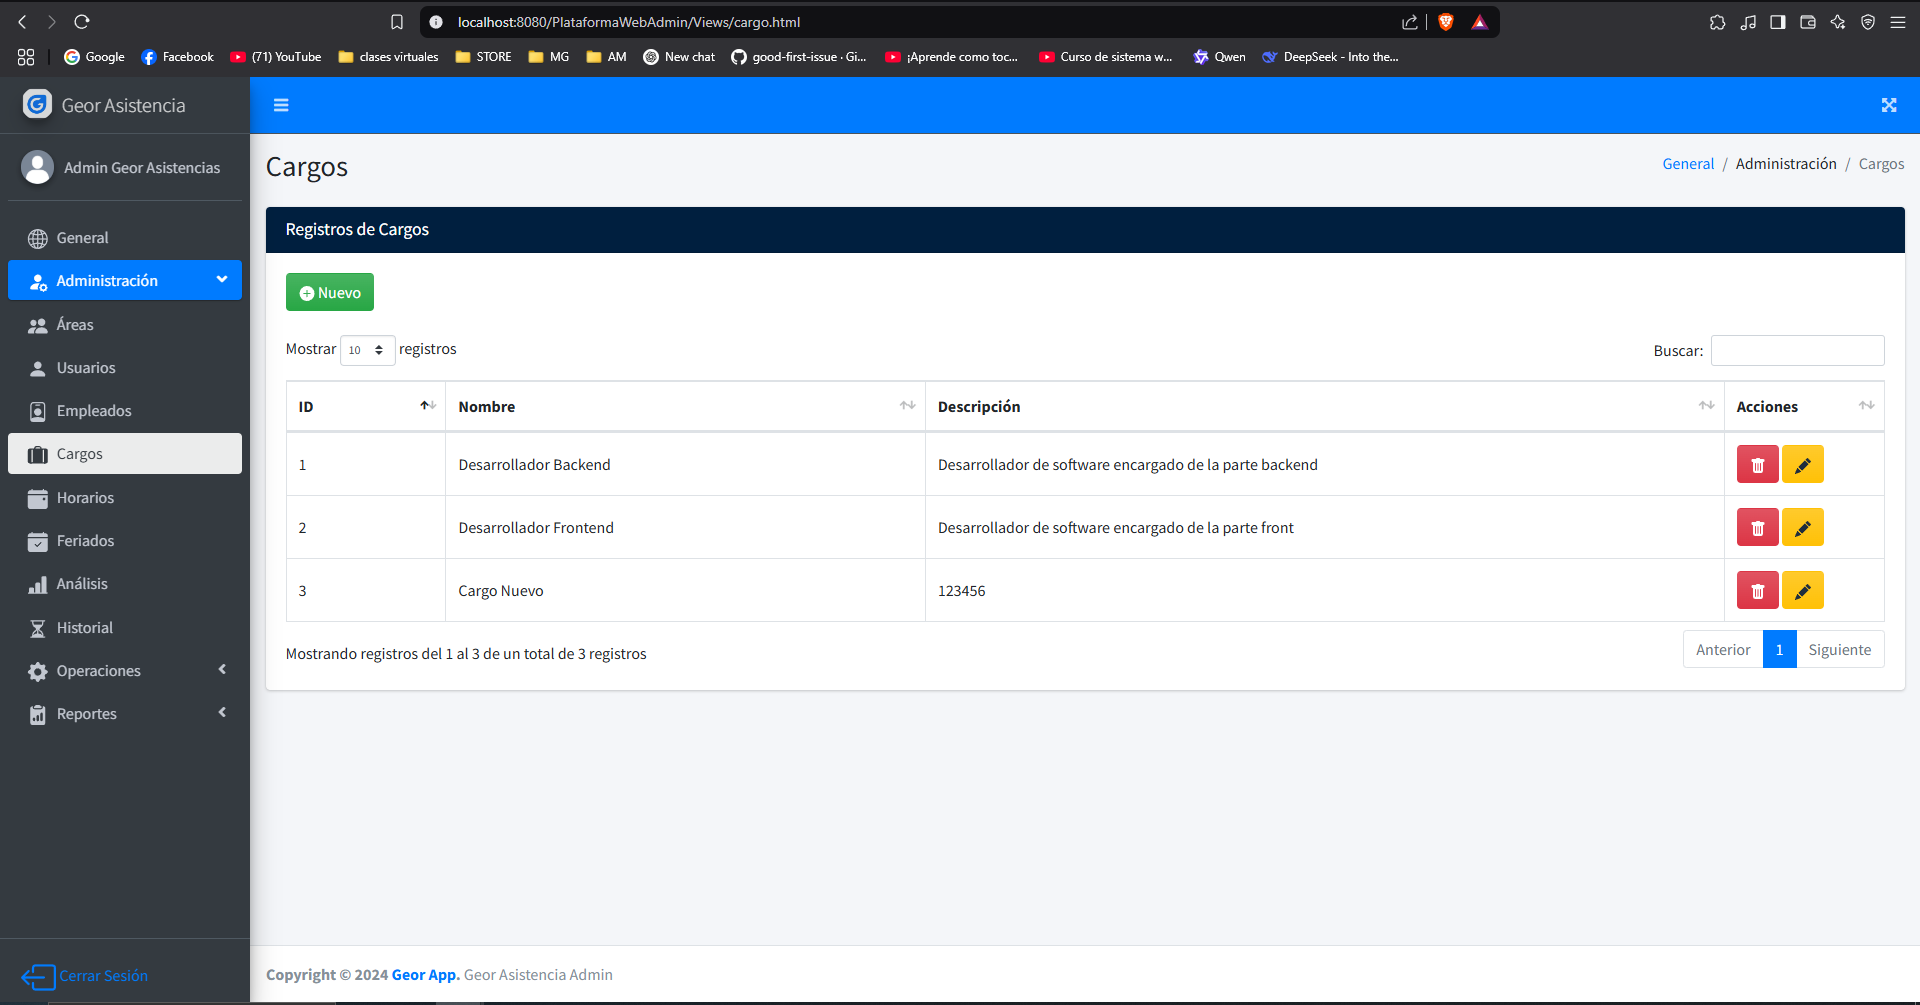 localhost:8080/PlataformaWebAdmin/Views/cargo.html
Google Facebook (71) YouTube clases virtuales STORE MG AM New chat good-first-issue · Gi... ¡Aprende como toc... Curso de sistema w... Qwen DeepSeek - Into the...
Geor Asistencia
Admin Geor Asistencias
General
Administración
Áreas
Usuarios
Empleados
Cargos
Horarios
Feriados
Análisis
Historial
Operaciones
Reportes
Cerrar Sesión
Cargos
General / Administración / Cargos
Registros de Cargos
Nuevo
Mostrar 10 registros
Buscar:
ID Nombre Descripción Acciones
1 Desarrollador Backend Desarrollador de software encargado de la parte backend
2 Desarrollador Frontend Desarrollador de software encargado de la parte front
3 Cargo Nuevo 123456
Mostrando registros del 1 al 3 de un total de 3 registros
Anterior 1 Siguiente
Copyright © 2024 Geor App. Geor Asistencia Admin